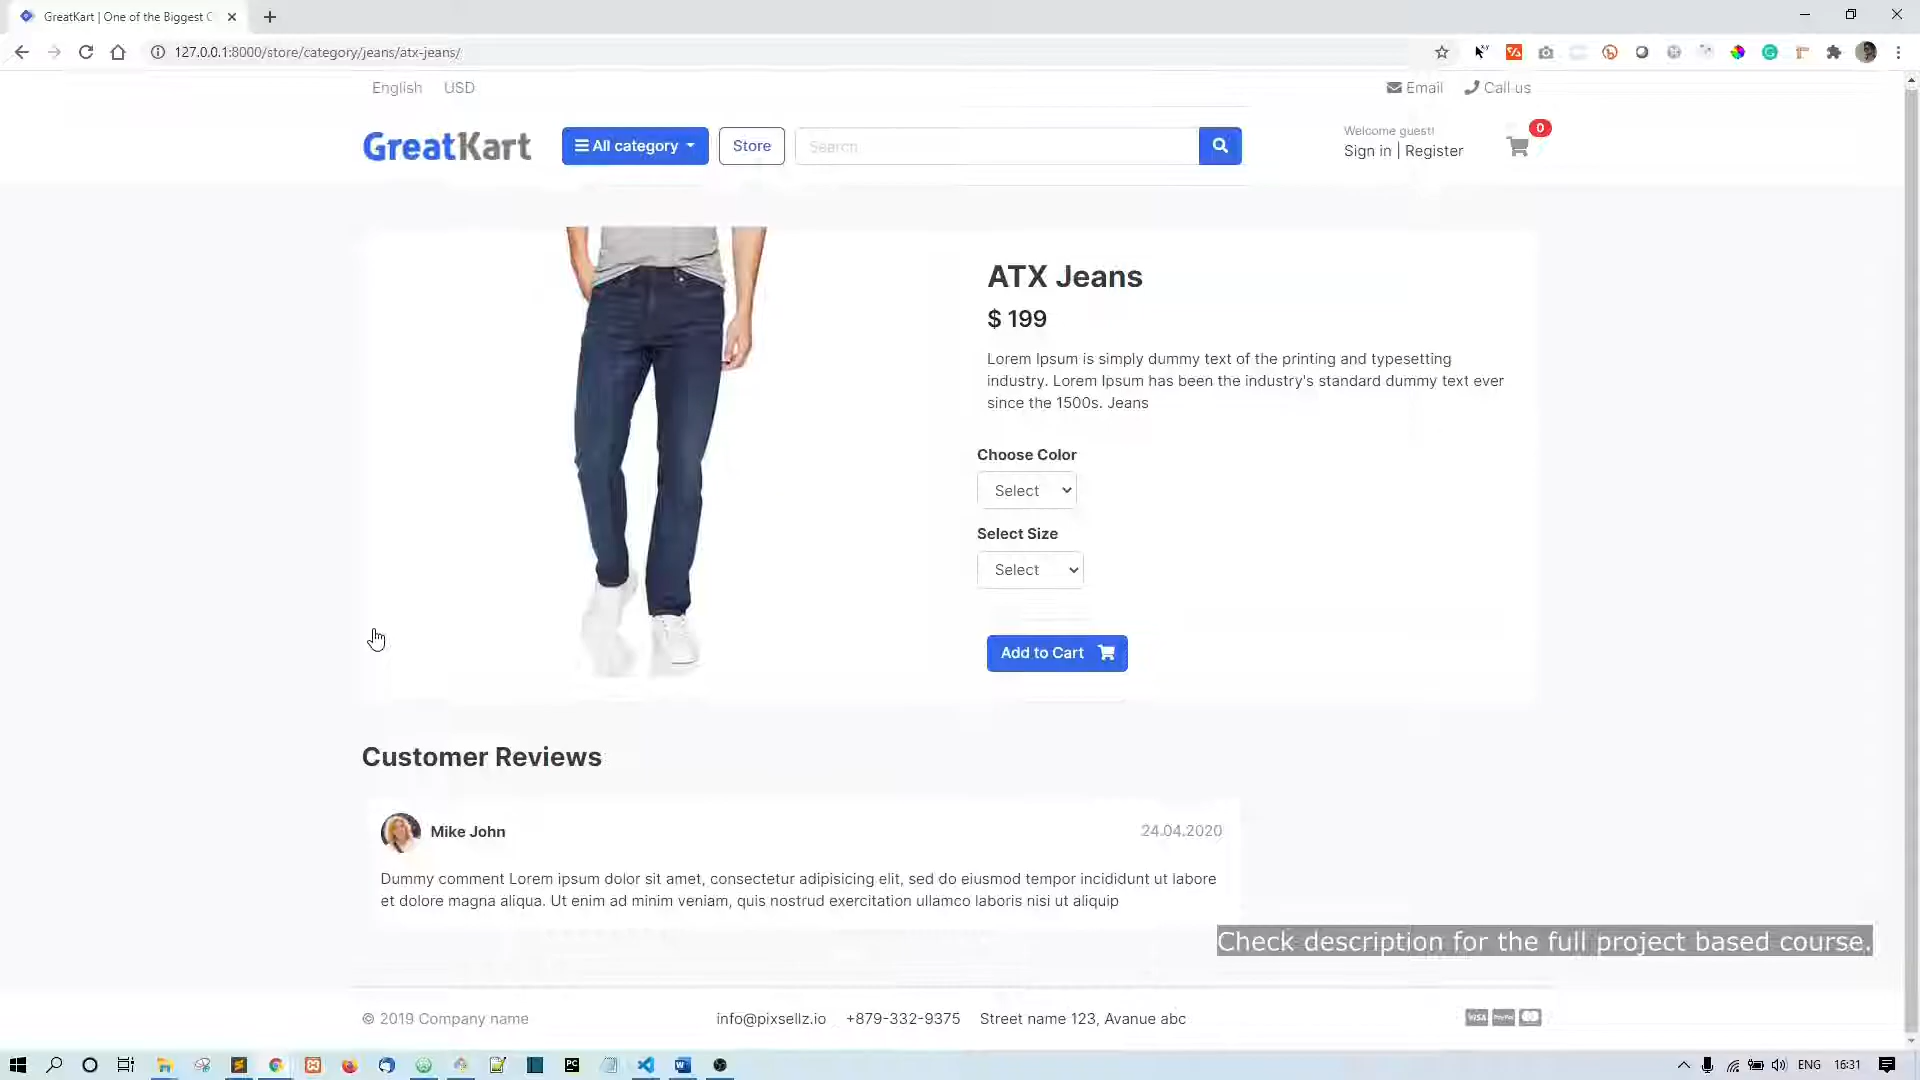 GreatKart | One of the Biggest C
127.0.0.1:8000/store/category/jeans/atx-jeans/
English USD
Email Call us
GreatKart
All category
Store
Search
Welcome guest!
Sign in | Register
0
ATX Jeans
$ 199
Lorem Ipsum is simply dummy text of the printing and typesetting
industry. Lorem Ipsum has been the industry's standard dummy text ever
since the 1500s. Jeans
Choose Color
Select
Select Size
Select
Add to Cart
Customer Reviews
Mike John
24.04.2020
Dummy comment Lorem ipsum dolor sit amet, consectetur adipisicing elit, sed do eiusmod tempor incididunt ut labore
et dolore magna aliqua. Ut enim ad minim veniam, quis nostrud exercitation ullamco laboris nisi ut aliquip
Check description for the full project based course.
© 2019 Company name
info@pixsellz.io
+879-332-9375
Street name 123, Avanue abc
VISA
PayPal
ENG
16:31